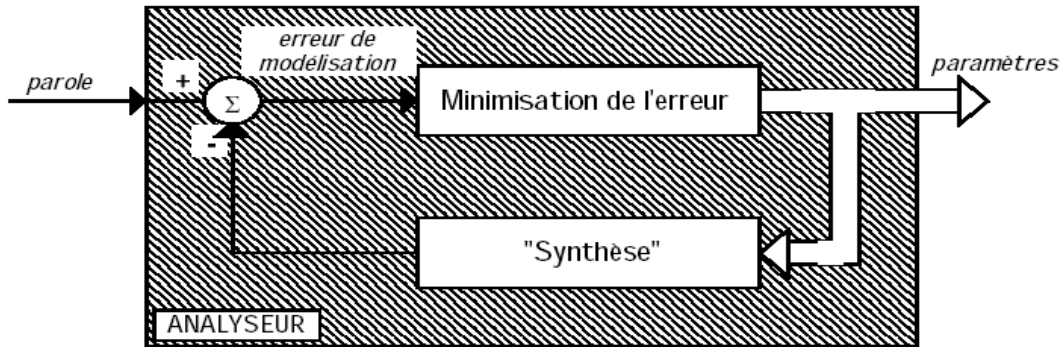 erreur de
modélisation
parole
+
Σ
Minimisation de l'erreur
paramètres
-
"Synthèse"
ANALYSEUR